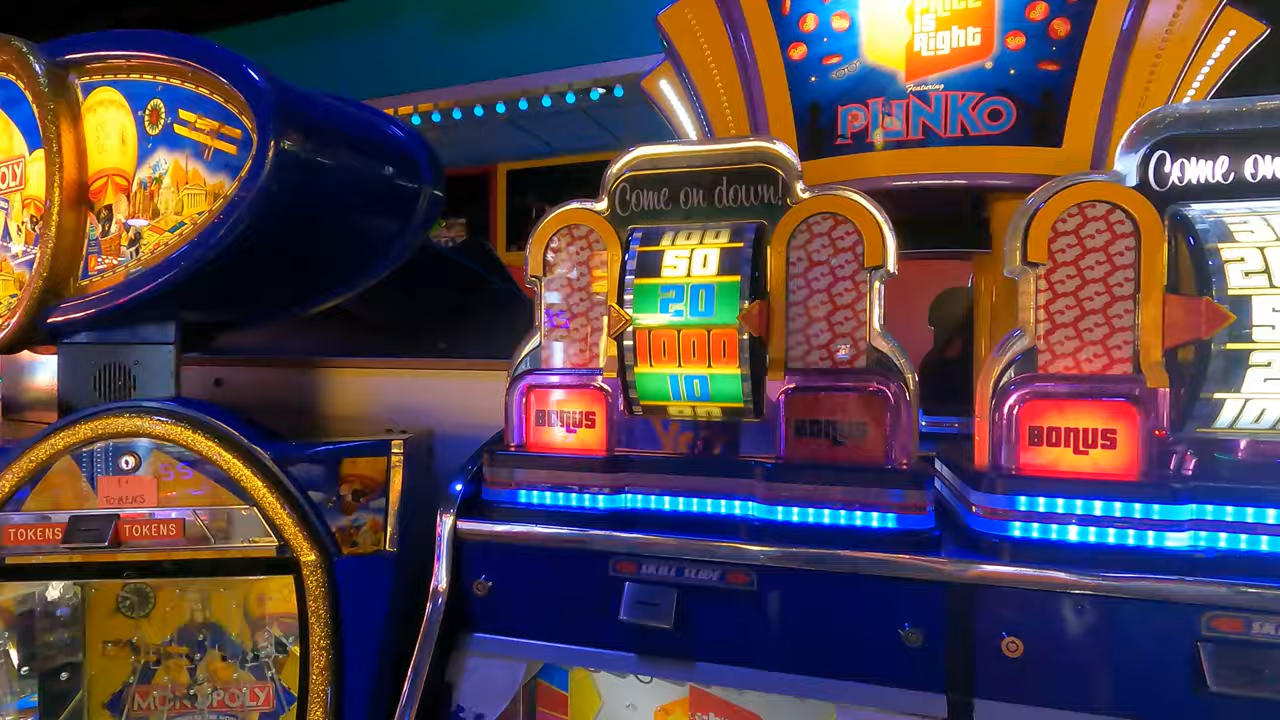 PRICE
is
Right
Featuring
PLINKO
Come on down!
100
50
20
1000
10
BONUS
BONUS
SKILL SLIDE
Come on
BONUS
OLY
TOKENS
TOKENS
TOKENS
MONOPOLY